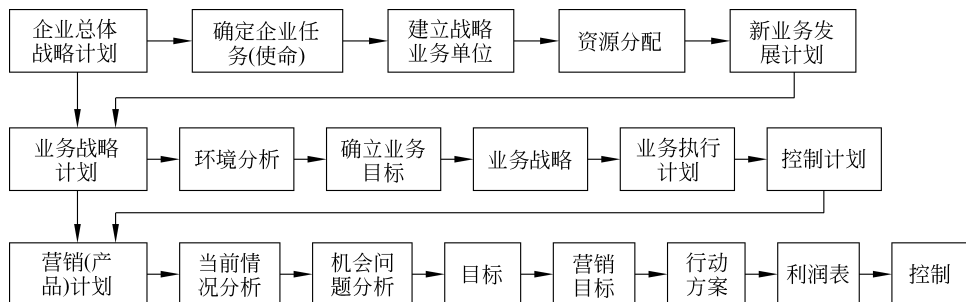 企业总体
战略计划
确定企业任
务(使命)
建立战略
业务单位
资源分配
新业务发
展计划
业务战略
计划
环境分析
确立业务
目标
业务战略
业务执行
计划
控制计划
营销(产
品)计划
当前情
况分析
机会问
题分析
目标
营销
目标
行动
方案
利润表
控制